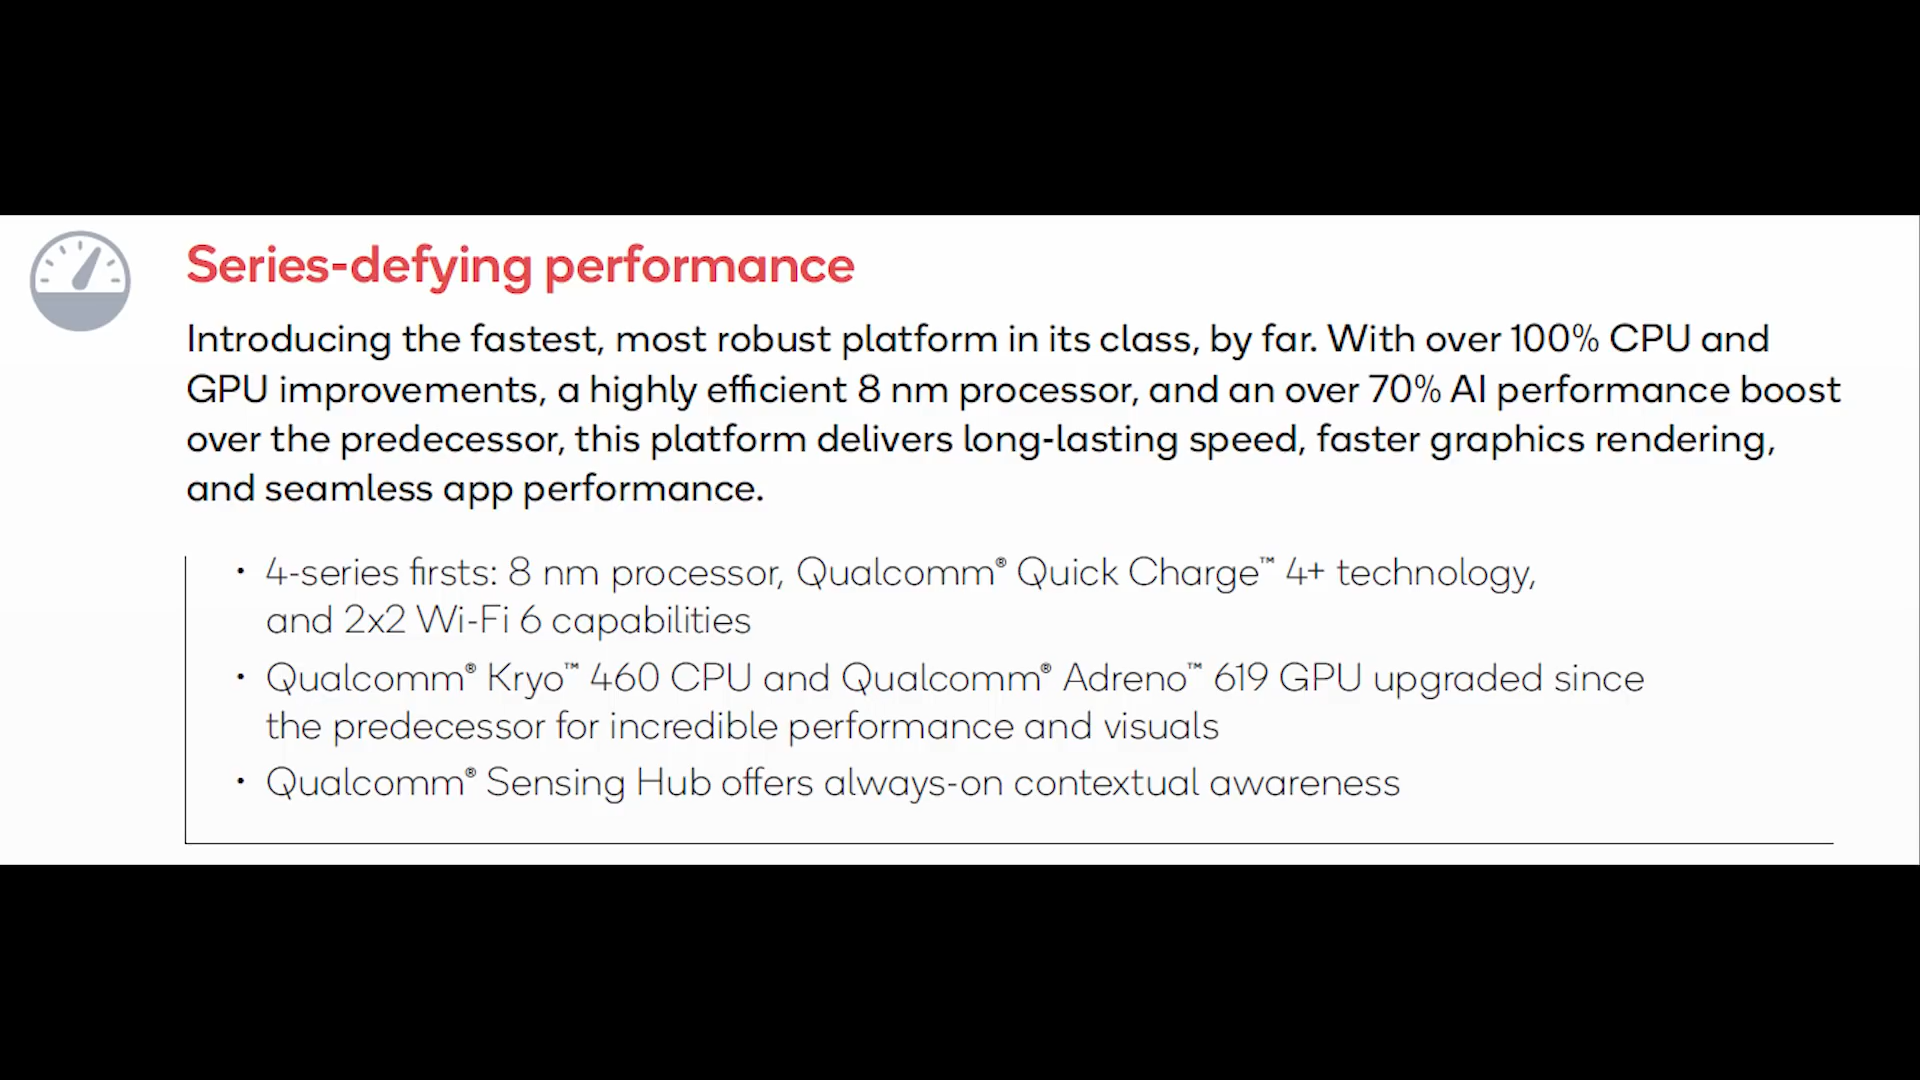 Series-defying performance
Introducing the fastest, most robust platform in its class, by far. With over 100% CPU and
GPU improvements, a highly efficient 8 nm processor, and an over 70% AI performance boost
over the predecessor, this platform delivers long-lasting speed, faster graphics rendering,
and seamless app performance.
• 4-series firsts: 8 nm processor, Qualcomm® Quick Charge™ 4+ technology,
and 2x2 Wi-Fi 6 capabilities
• Qualcomm® Kryo™ 460 CPU and Qualcomm® Adreno™ 619 GPU upgraded since
the predecessor for incredible performance and visuals
• Qualcomm® Sensing Hub offers always-on contextual awareness